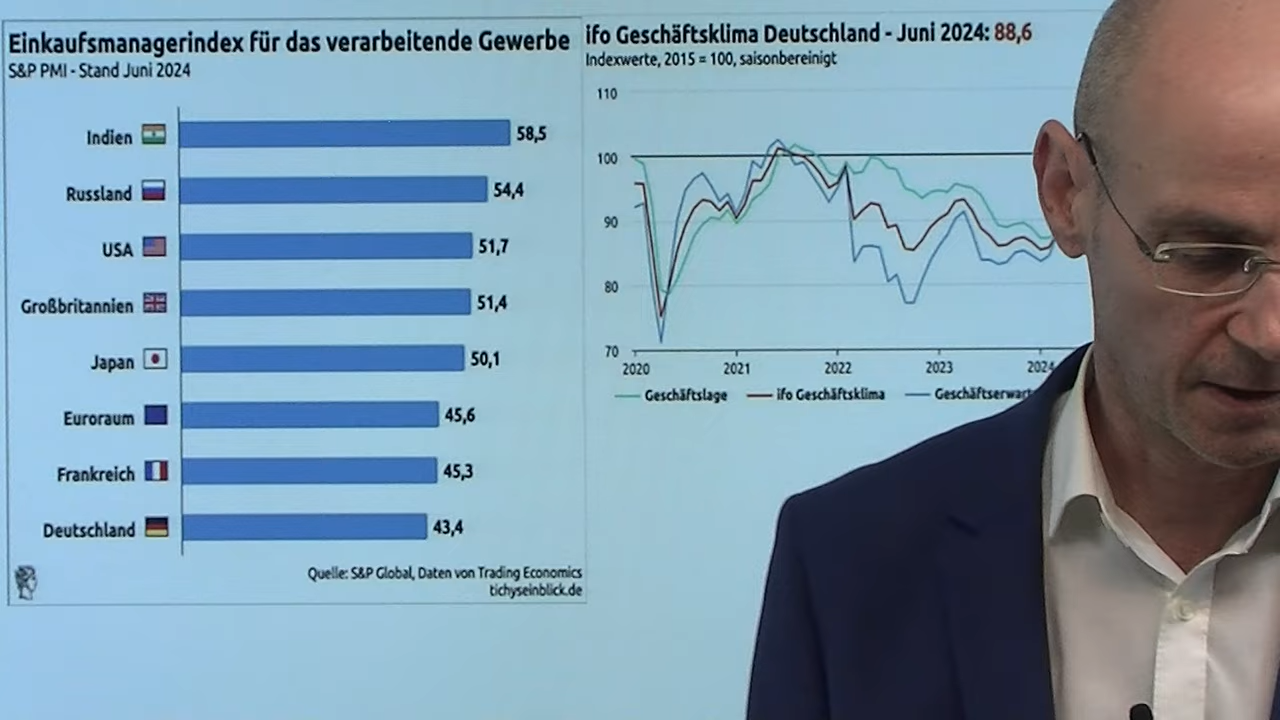 Einkaufsmanagerindex für das verarbeitende Gewerbe
S&P PMI - Stand Juni 2024
Indien 58,5
Russland 54,4
USA 51,7
Großbritannien 51,4
Japan 50,1
Euroraum 45,6
Frankreich 45,3
Deutschland 43,4
Quelle: S&P Global, Daten von Trading Economics
tichyseinblick.de
ifo Geschäftsklima Deutschland - Juni 2024: 88,6
Indexwerte, 2015 = 100, saisonbereinigt
110
100
90
80
70
2020 2021 2022 2023 2024
Geschäftslage ifo Geschäftsklima Geschäftserwart